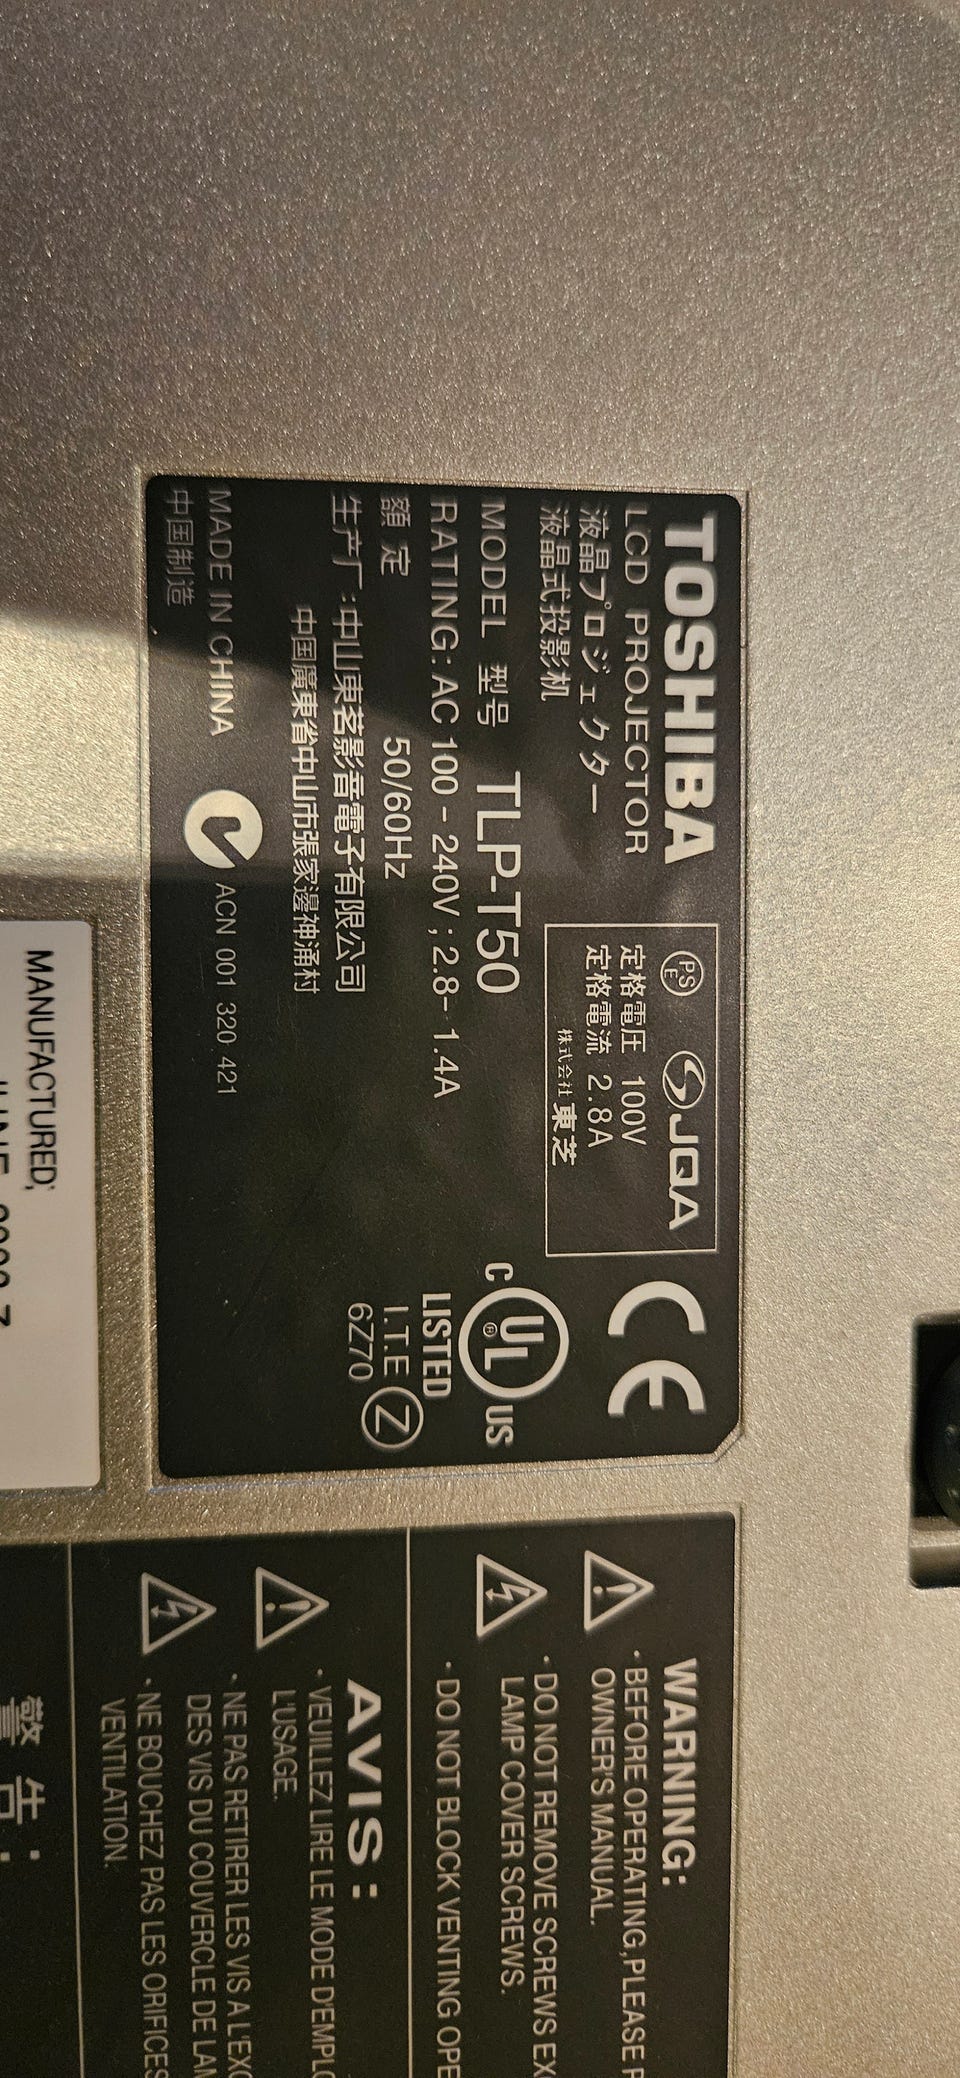 TOSHIBA
LCD PROJECTOR
液晶プロジェクター
液晶式投影机
MODEL 型号 TLP-T50
RATING: AC 100 - 240V ; 2.8- 1.4A
額 定 50/60Hz
生产厂:中山東茗影音電子有限公司
中国廣東省中山市張家邊神涌村
MADE IN CHINA ACN 001 320 421
中国制造
PS E JQA
定格電圧 100V
定格電流 2.8A
株式会社 東芝
CE
C UL ® US
LISTED
I.T.E Z
6Z70
MANUFACTURED;
WARNING:
· BEFORE OPERATING,PLEASE
OWNER'S MANUAL.
· DO NOT REMOVE SCREWS
LAMP COVER SCREWS.
· DO NOT BLOCK VENTING
AVIS :
· VEUILLEZ LIRE LE MODE
L'USAGE.
· NE PAS RETIRER LES VIS A
DES VIS DU COUVERCLE DE
· NE BOUCHEZ PAS LES ORIFICES
VENTILATION.
警 告 :